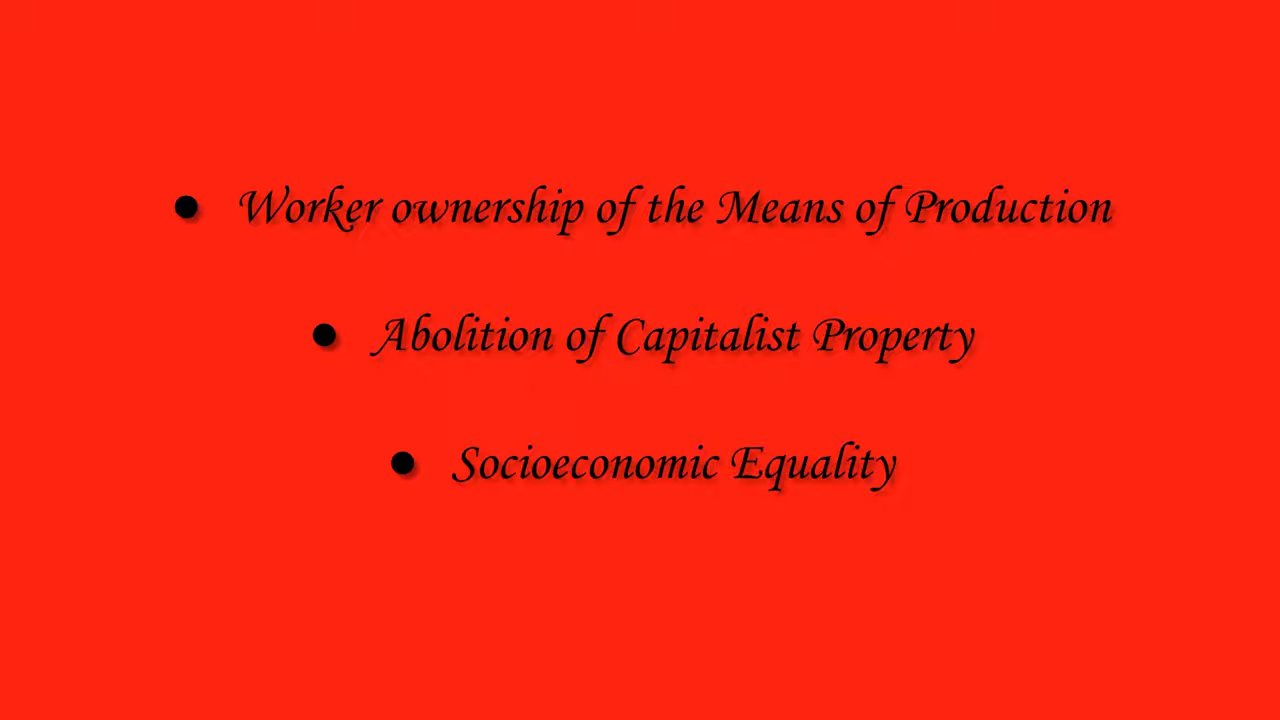 • Worker ownership of the Means of Production
• Abolition of Capitalist Property
• Socioeconomic Equality